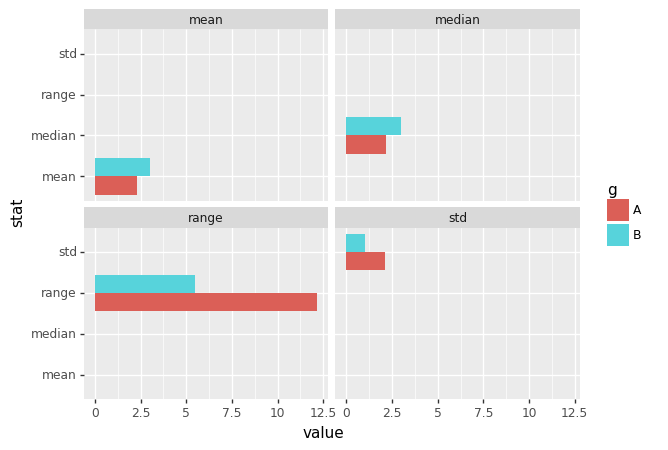 mean median
std
range
median
mean
range std
std
range
median
mean
0 2.5 5 7.5 10 12.5 0 2.5 5 7.5 10 12.5
value
stat
g
A
B